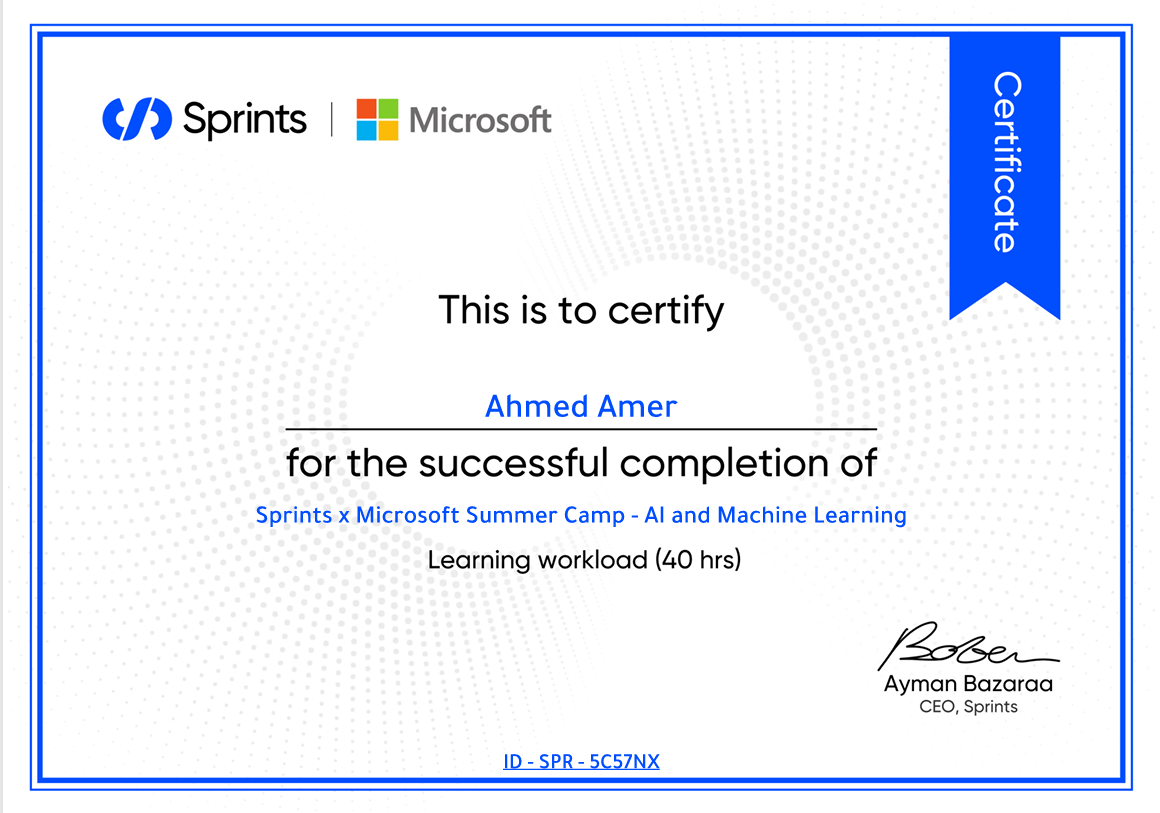 Sprints | Microsoft
Certificate
This is to certify
Ahmed Amer
for the successful completion of
Sprints x Microsoft Summer Camp - AI and Machine Learning
Learning workload (40 hrs)
Ayman Bazaraa
CEO, Sprints
ID - SPR - 5C57NX